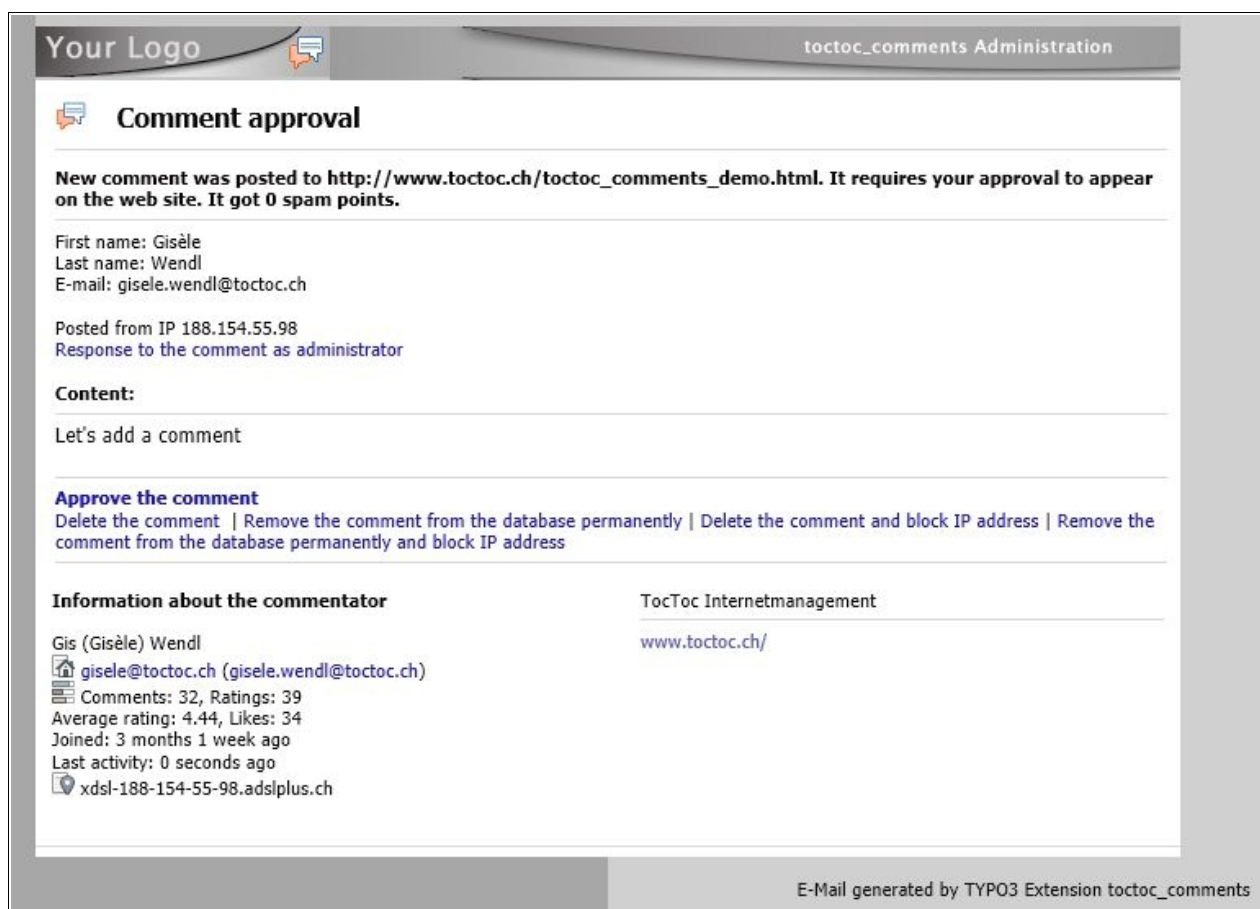 Your Logo
toctoc_comments Administration
Comment approval
New comment was posted to http://www.toctoc.ch/toctoc_comments_demo.html. It requires your approval to appear
on the web site. It got 0 spam points.
First name: Gisèle
Last name: Wendl
E-mail: gisele.wendl@toctoc.ch
Posted from IP 188.154.55.98
Response to the comment as administrator
Content:
Let's add a comment
Approve the comment
Delete the comment | Remove the comment from the database permanently | Delete the comment and block IP address | Remove the
comment from the database permanently and block IP address
Information about the commentator
Gis (Gisèle) Wendl
gisele@toctoc.ch (gisele.wendl@toctoc.ch)
Comments: 32, Ratings: 39
Average rating: 4.44, Likes: 34
Joined: 3 months 1 week ago
Last activity: 0 seconds ago
xdsl-188-154-55-98.adslplus.ch
TocToc Internetmanagement
www.toctoc.ch/
E-Mail generated by TYPO3 Extension toctoc_comments